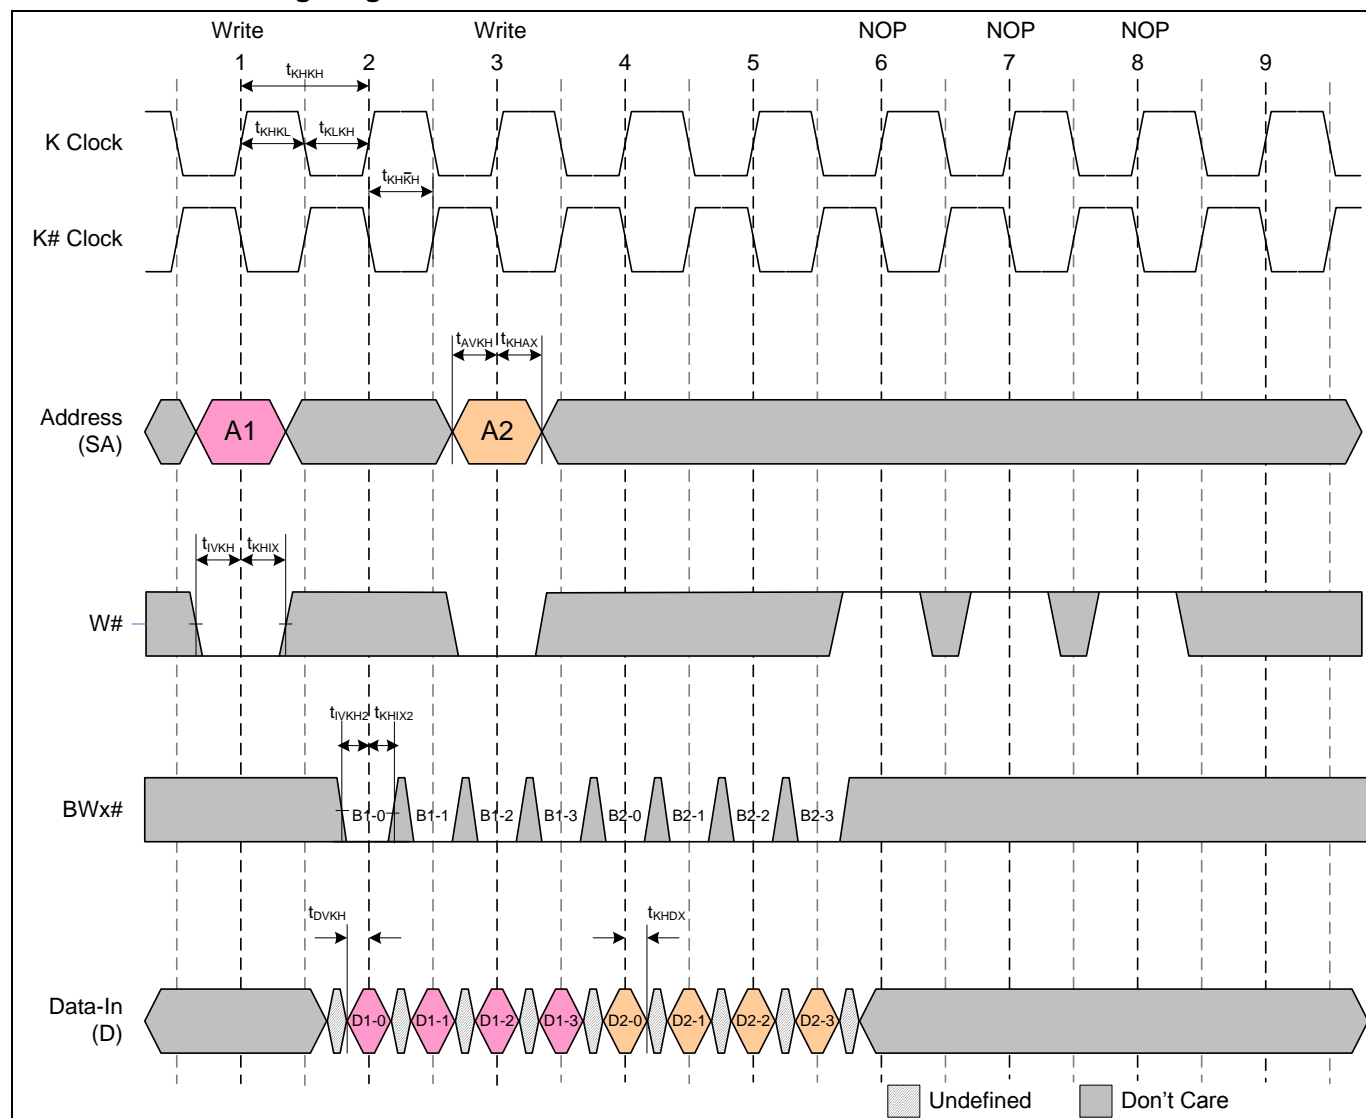 Write Write NOP NOP NOP
1 2 3 4 5 6 7 8 9
tKHKH
K Clock
tKHKL tKLKH
tKHK̄H
K# Clock
tAVKH tKHAX
Address
(SA)
A1 A2
tIVKH tKHIX
W#
tIVKH2 tKHIX2
BWx#
B1-0 B1-1 B1-2 B1-3 B2-0 B2-1 B2-2 B2-3
tDVKH tKHDX
Data-In
(D)
D1-0 D1-1 D1-2 D1-3 D2-0 D2-1 D2-2 D2-3
Undefined Don't Care